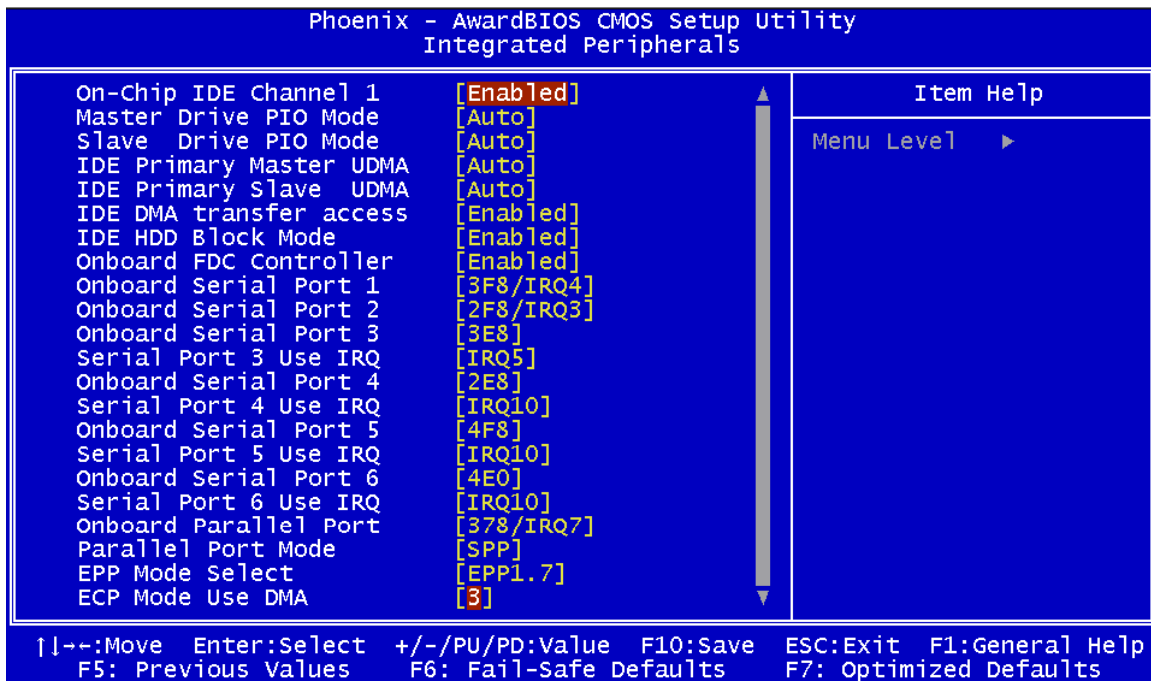 Phoenix - AwardBIOS CMOS Setup Utility
Integrated Peripherals
On-Chip IDE Channel 1 [Enabled]
Master Drive PIO Mode [Auto]
Slave Drive PIO Mode [Auto]
IDE Primary Master UDMA [Auto]
IDE Primary Slave UDMA [Auto]
IDE DMA transfer access [Enabled]
IDE HDD Block Mode [Enabled]
Onboard FDC Controller [Enabled]
Onboard Serial Port 1 [3F8/IRQ4]
Onboard Serial Port 2 [2F8/IRQ3]
Onboard Serial Port 3 [3E8]
Serial Port 3 Use IRQ [IRQ5]
Onboard Serial Port 4 [2E8]
Serial Port 4 Use IRQ [IRQ10]
Onboard Serial Port 5 [4F8]
Serial Port 5 Use IRQ [IRQ10]
Onboard Serial Port 6 [4E0]
Serial Port 6 Use IRQ [IRQ10]
Onboard Parallel Port [378/IRQ7]
Parallel Port Mode [SPP]
EPP Mode Select [EPP1.7]
ECP Mode Use DMA [3]
Item Help
Menu Level ▶
↑↓→←:Move Enter:Select +/-/PU/PD:Value F10:Save ESC:Exit F1:General Help
F5: Previous Values F6: Fail-Safe Defaults F7: Optimized Defaults